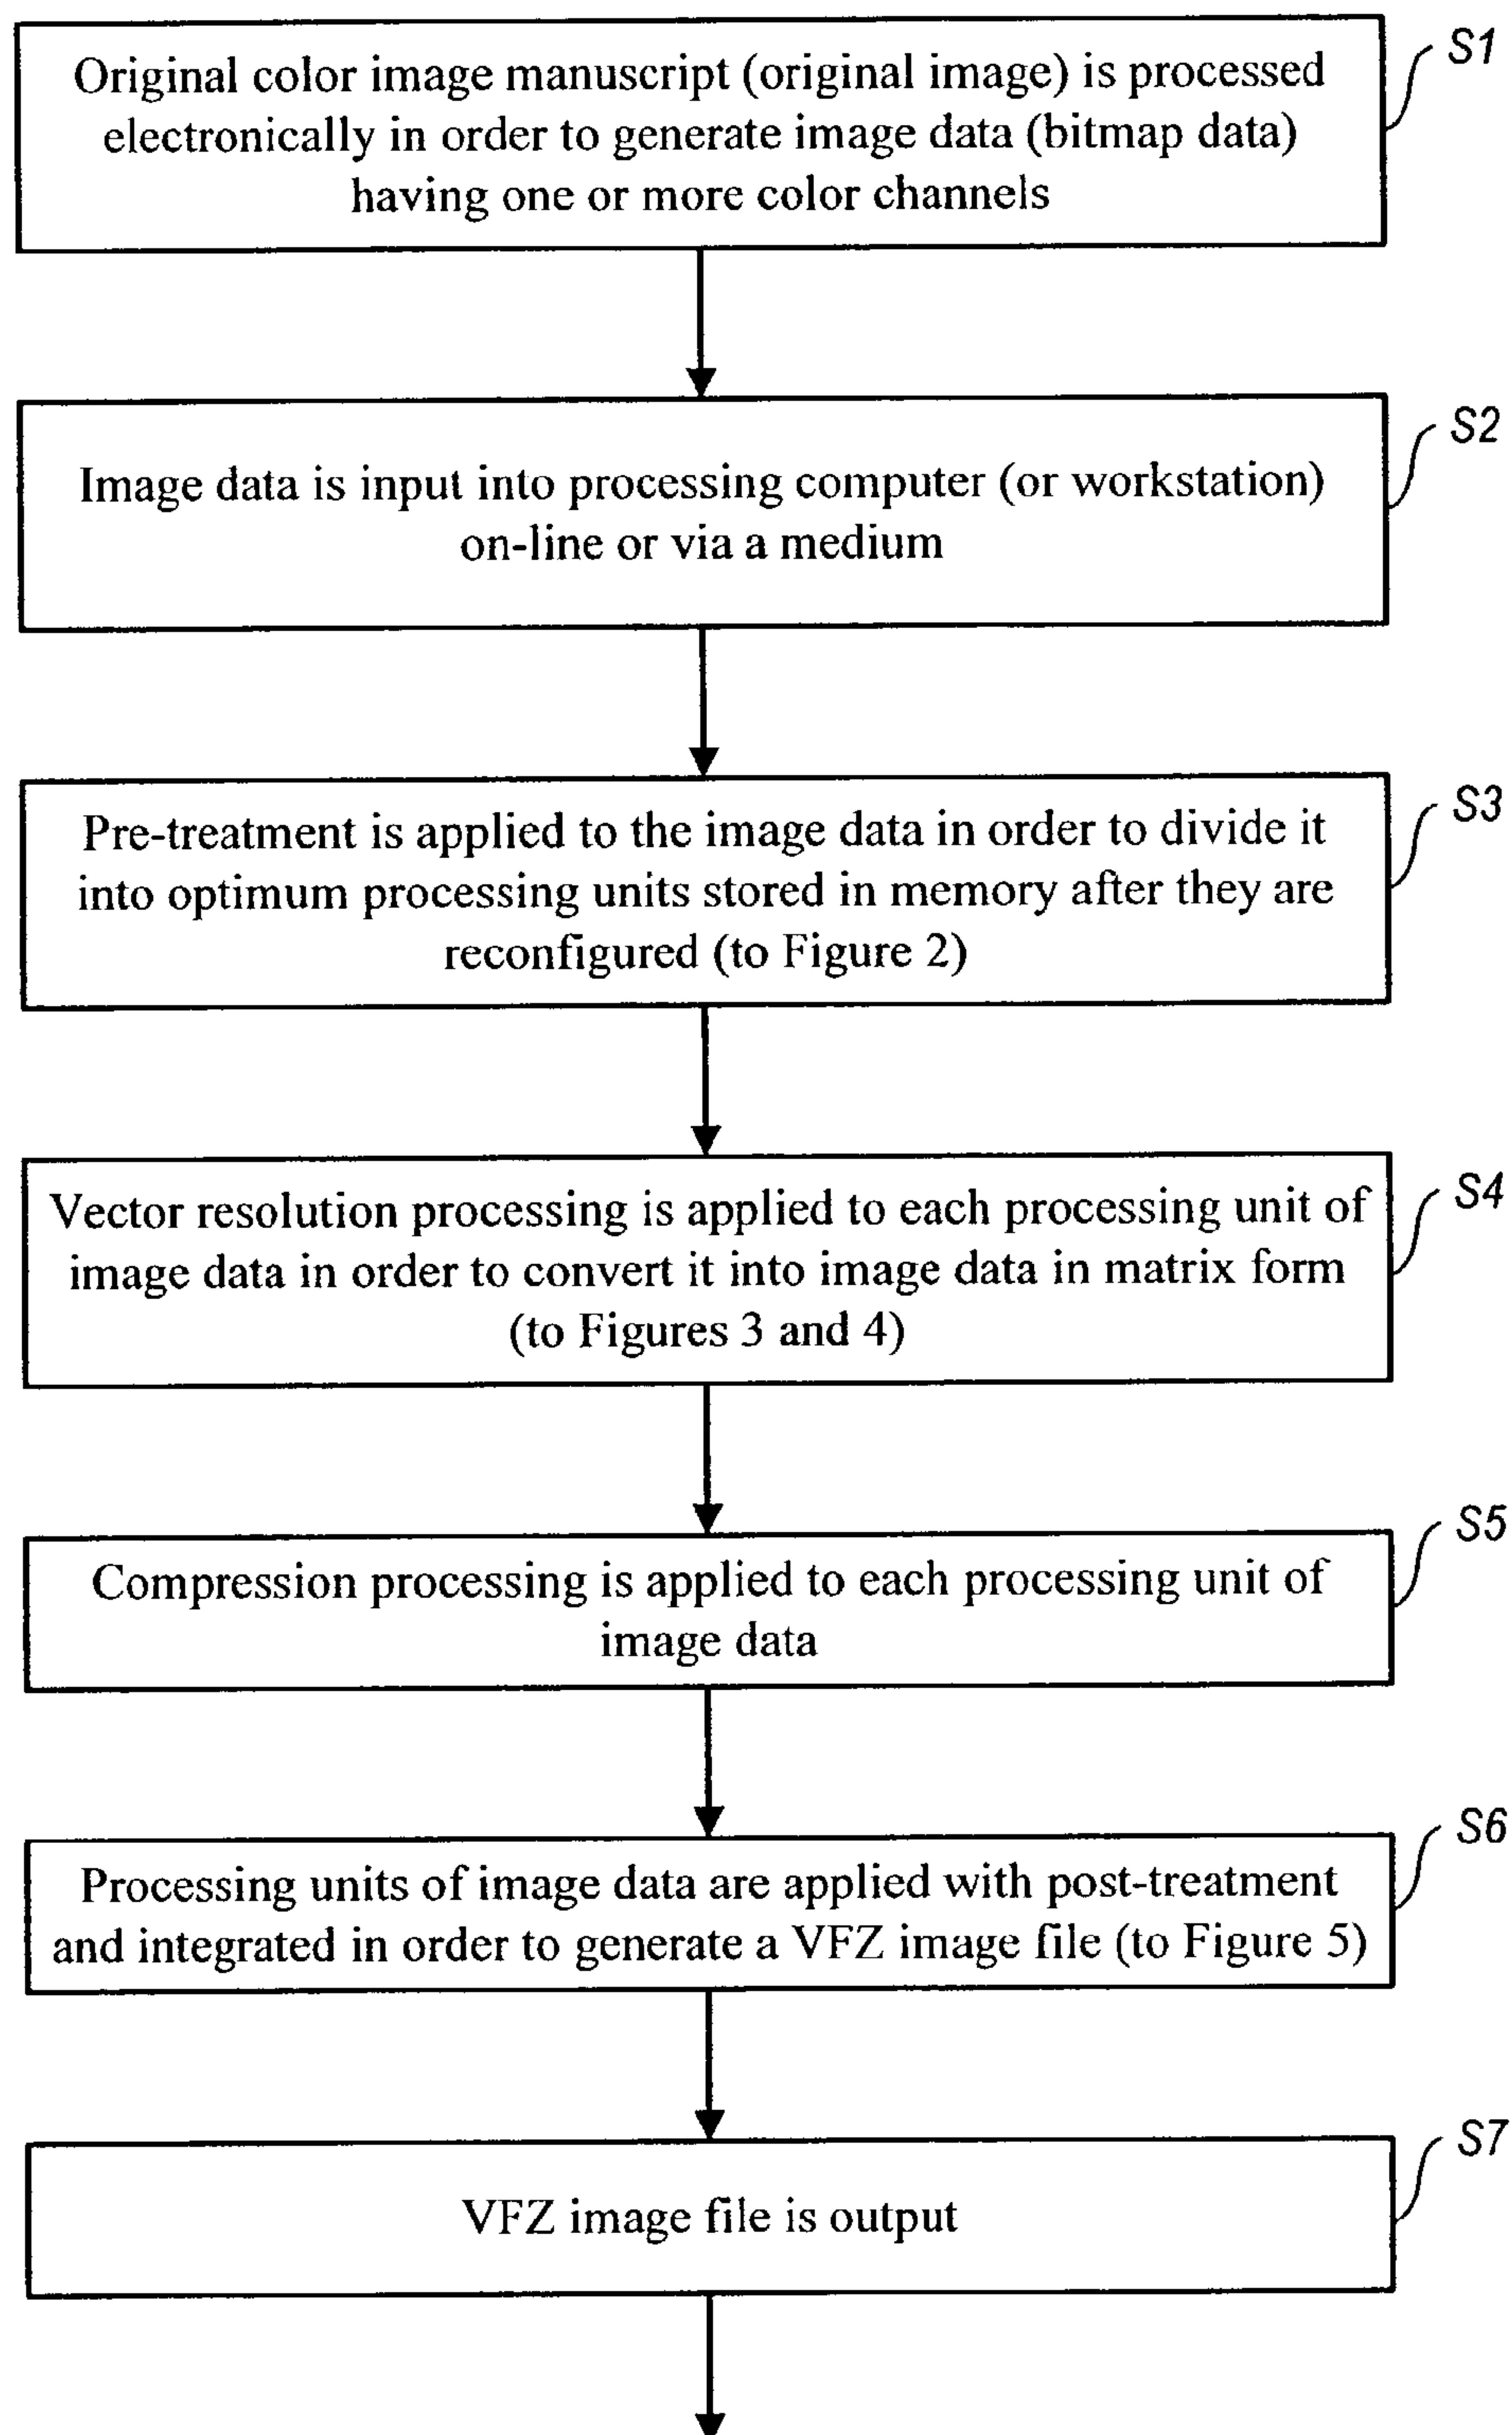 S1
Original color image manuscript (original image) is processed
electronically in order to generate image data (bitmap data)
having one or more color channels
S2
Image data is input into processing computer (or workstation)
on-line or via a medium
S3
Pre-treatment is applied to the image data in order to divide it
into optimum processing units stored in memory after they are
reconfigured (to Figure 2)
S4
Vector resolution processing is applied to each processing unit of
image data in order to convert it into image data in matrix form
(to Figures 3 and 4)
S5
Compression processing is applied to each processing unit of
image data
S6
Processing units of image data are applied with post-treatment
and integrated in order to generate a VFZ image file (to Figure 5)
S7
VFZ image file is output